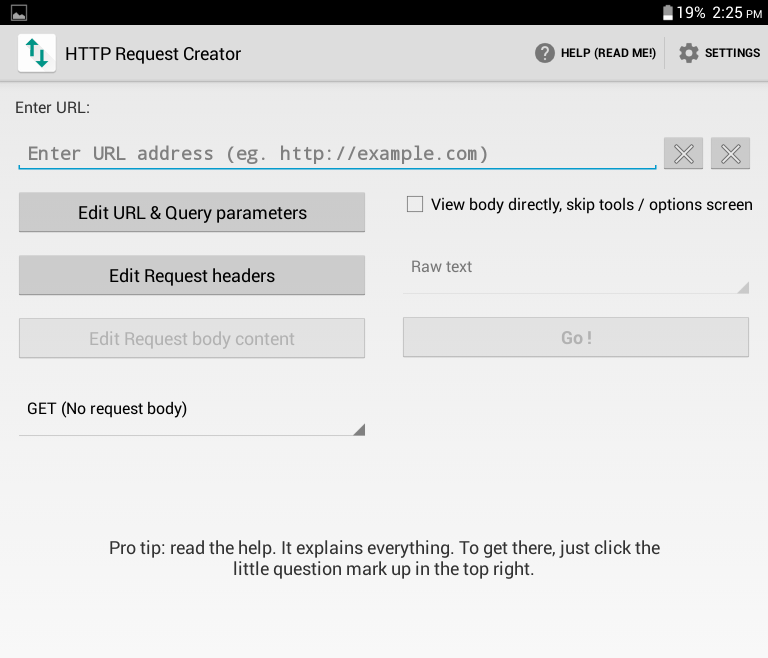 19% 2:25 PM
HTTP Request Creator
HELP (READ ME!)
SETTINGS
Enter URL:
Enter URL address (eg. http://example.com)
Edit URL & Query parameters
View body directly, skip tools / options screen
Edit Request headers
Raw text
Edit Request body content
Go !
GET (No request body)
Pro tip: read the help. It explains everything. To get there, just click the
little question mark up in the top right.